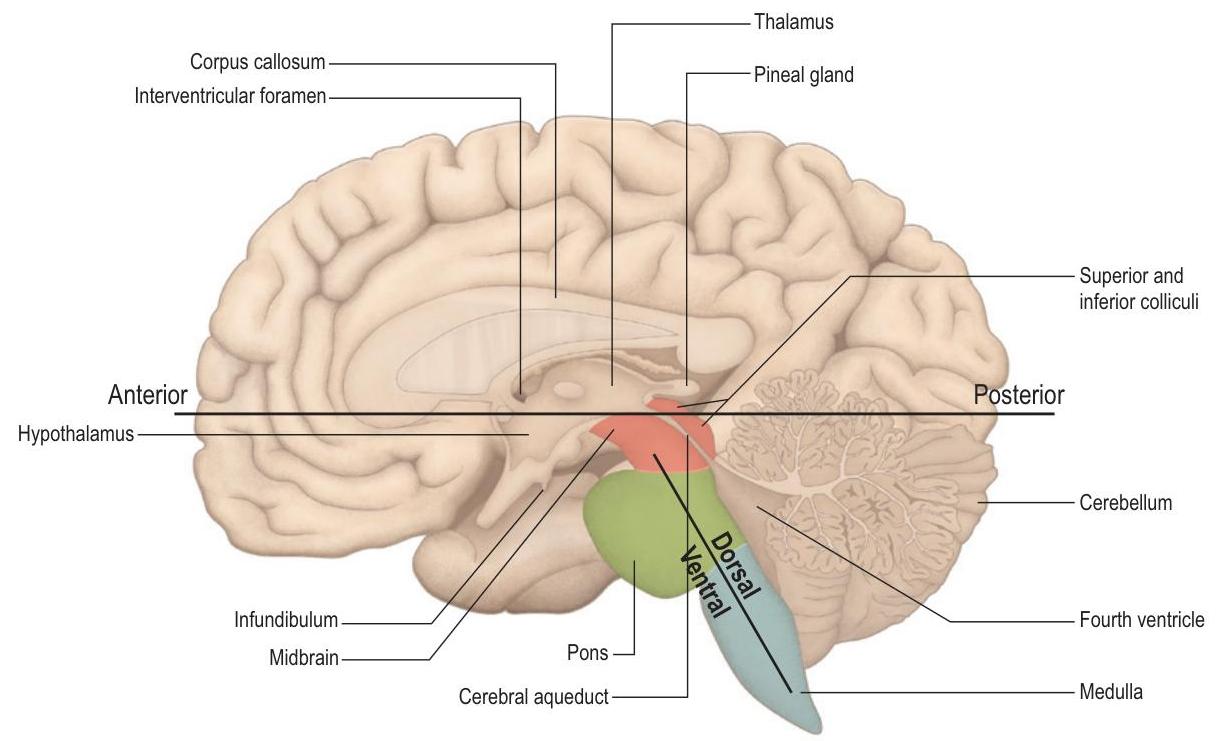 Thalamus
Corpus callosum
Pineal gland
Interventricular foramen
Superior and
inferior colliculi
Anterior
Posterior
Hypothalamus
Cerebellum
Dorsal
Ventral
Infundibulum
Fourth ventricle
Midbrain
Pons
Cerebral aqueduct
Medulla